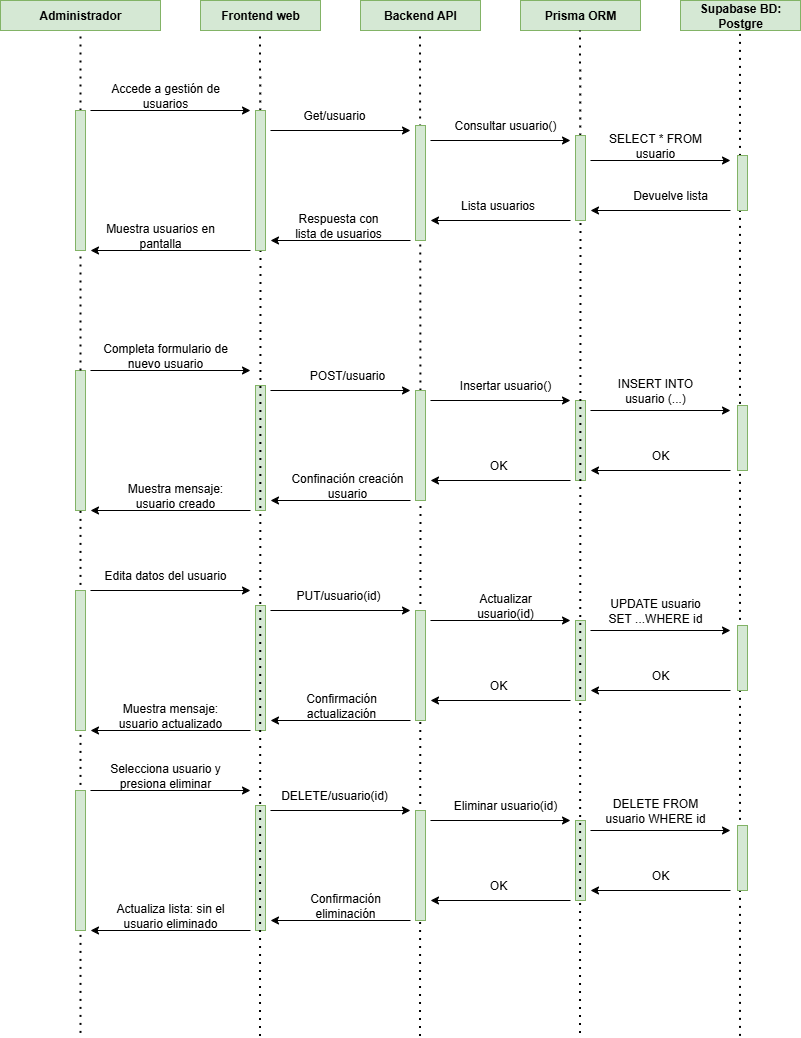 Administrador
Frontend web
Backend API
Prisma ORM
Supabase BD:
Postgre
Accede a gestión de
usuarios
Get/usuario
Consultar usuario()
SELECT * FROM
usuario
Devuelve lista
Lista usuarios
Respuesta con
lista de usuarios
Muestra usuarios en
pantalla
Completa formulario de
nuevo usuario
POST/usuario
Insertar usuario()
INSERT INTO
usuario (...)
OK
OK
Confinación creación
usuario
Muestra mensaje:
usuario creado
Edita datos del usuario
PUT/usuario(id)
Actualizar
usuario(id)
UPDATE usuario
SET ...WHERE id
OK
OK
Confirmación
actualización
Muestra mensaje:
usuario actualizado
Selecciona usuario y
presiona eliminar
DELETE/usuario(id)
Eliminar usuario(id)
DELETE FROM
usuario WHERE id
OK
OK
Confirmación
eliminación
Actualiza lista: sin el
usuario eliminado